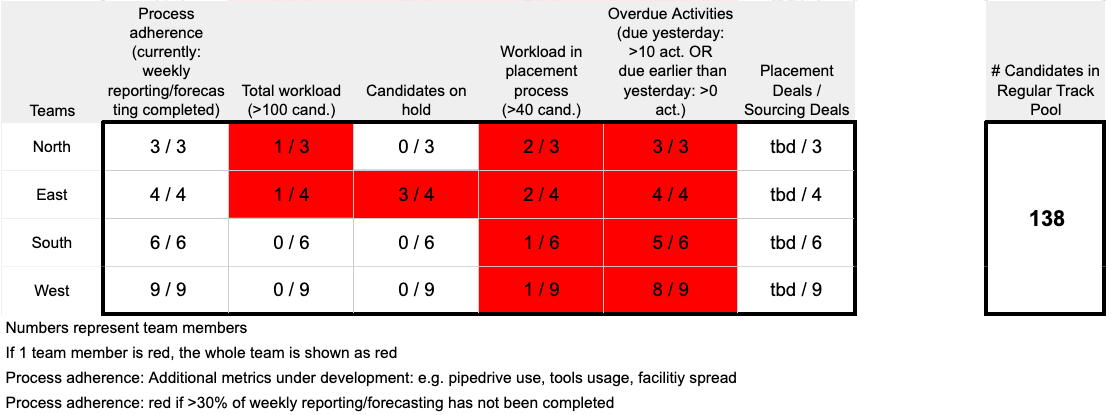 Teams
Process
adherence
(currently:
weekly
reporting/forecas
ting completed)
Total workload
(>100 cand.)
Candidates on
hold
Workload in
placement
process
(>40 cand.)
Overdue Activities
(due yesterday:
>10 act. OR
due earlier than
yesterday: >0
act.)
Placement
Deals /
Sourcing Deals
# Candidates in
Regular Track
Pool
North 3 / 3 1 / 3 0 / 3 2 / 3 3 / 3 tbd / 3
East 4 / 4 1 / 4 3 / 4 2 / 4 4 / 4 tbd / 4
138
South 6 / 6 0 / 6 0 / 6 1 / 6 5 / 6 tbd / 6
West 9 / 9 0 / 9 0 / 9 1 / 9 8 / 9 tbd / 9
Numbers represent team members
If 1 team member is red, the whole team is shown as red
Process adherence: Additional metrics under development: e.g. pipedrive use, tools usage, facilitiy spread
Process adherence: red if >30% of weekly reporting/forecasting has not been completed